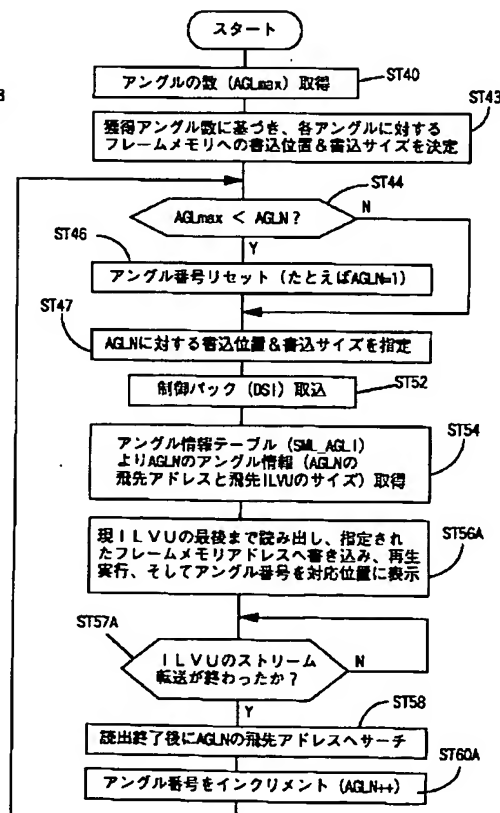 スタート
アングルの数 (AGLmax) 取得
ST40
獲得アングル数に基づき、各アングルに対する
フレームメモリへの書込位置&書込サイズを決定
ST43
AGLmax < AGLN?
ST44
N
Y
ST46
アングル番号リセット (たとえばAGLN=1)
ST47
AGLNに対する書込位置&書込サイズを指定
制御パック (DSI) 取込
ST52
アングル情報テーブル (SML_AGLI)
よりAGLNのアングル情報 (AGLNの
飛先アドレスと飛先ILVUのサイズ) 取得
ST54
現ILVUの最後まで読み出し、指定され
たフレームメモリアドレスへ書き込み、再生
実行、そしてアングル番号を対応位置に表示
ST56A
ST57A
ILVUのストリーム
転送が終わったか?
N
Y
ST58
読出終了後にAGLNの飛先アドレスへサーチ
ST60A
アングル番号をインクリメント (AGLN++)